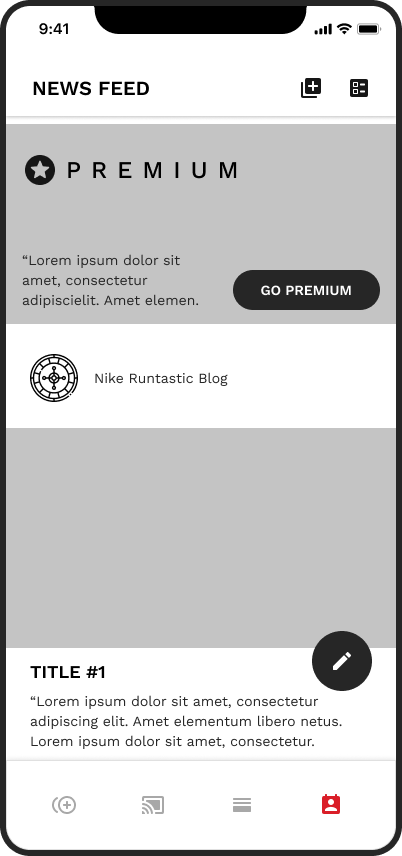 9:41
NEWS FEED
PREMIUM
“Lorem ipsum dolor sit
amet, consectetur
adipiscielit. Amet elemen.
GO PREMIUM
Nike Runtastic Blog
TITLE #1
“Lorem ipsum dolor sit amet, consectetur
adipiscing elit. Amet elementum libero netus.
Lorem ipsum dolor sit amet, consectetur.